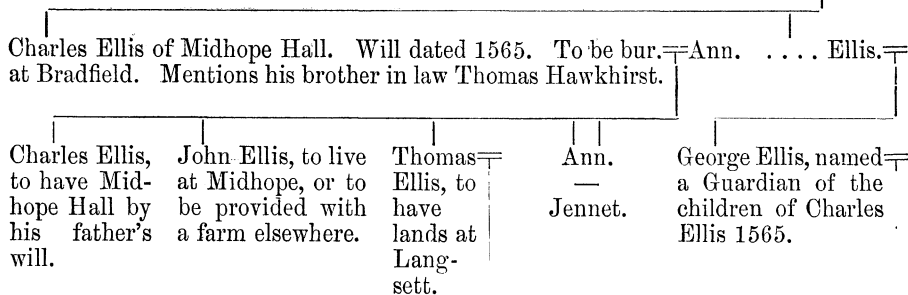 Charles Ellis of Midhope Hall. Will dated 1565. To be bur.=Ann. .... Ellis.=
at Bradfield. Mentions his brother in law Thomas Hawkhirst.
Charles Ellis,
to have Mid-
hope Hall by
his father's
will.
John Ellis, to live
at Midhope, or to
be provided with
a farm elsewhere.
Thomas=
Ellis, to
have
lands at
Lang-
sett.
Ann.
—
Jennet.
George Ellis, named=
a Guardian of the
children of Charles
Ellis 1565.